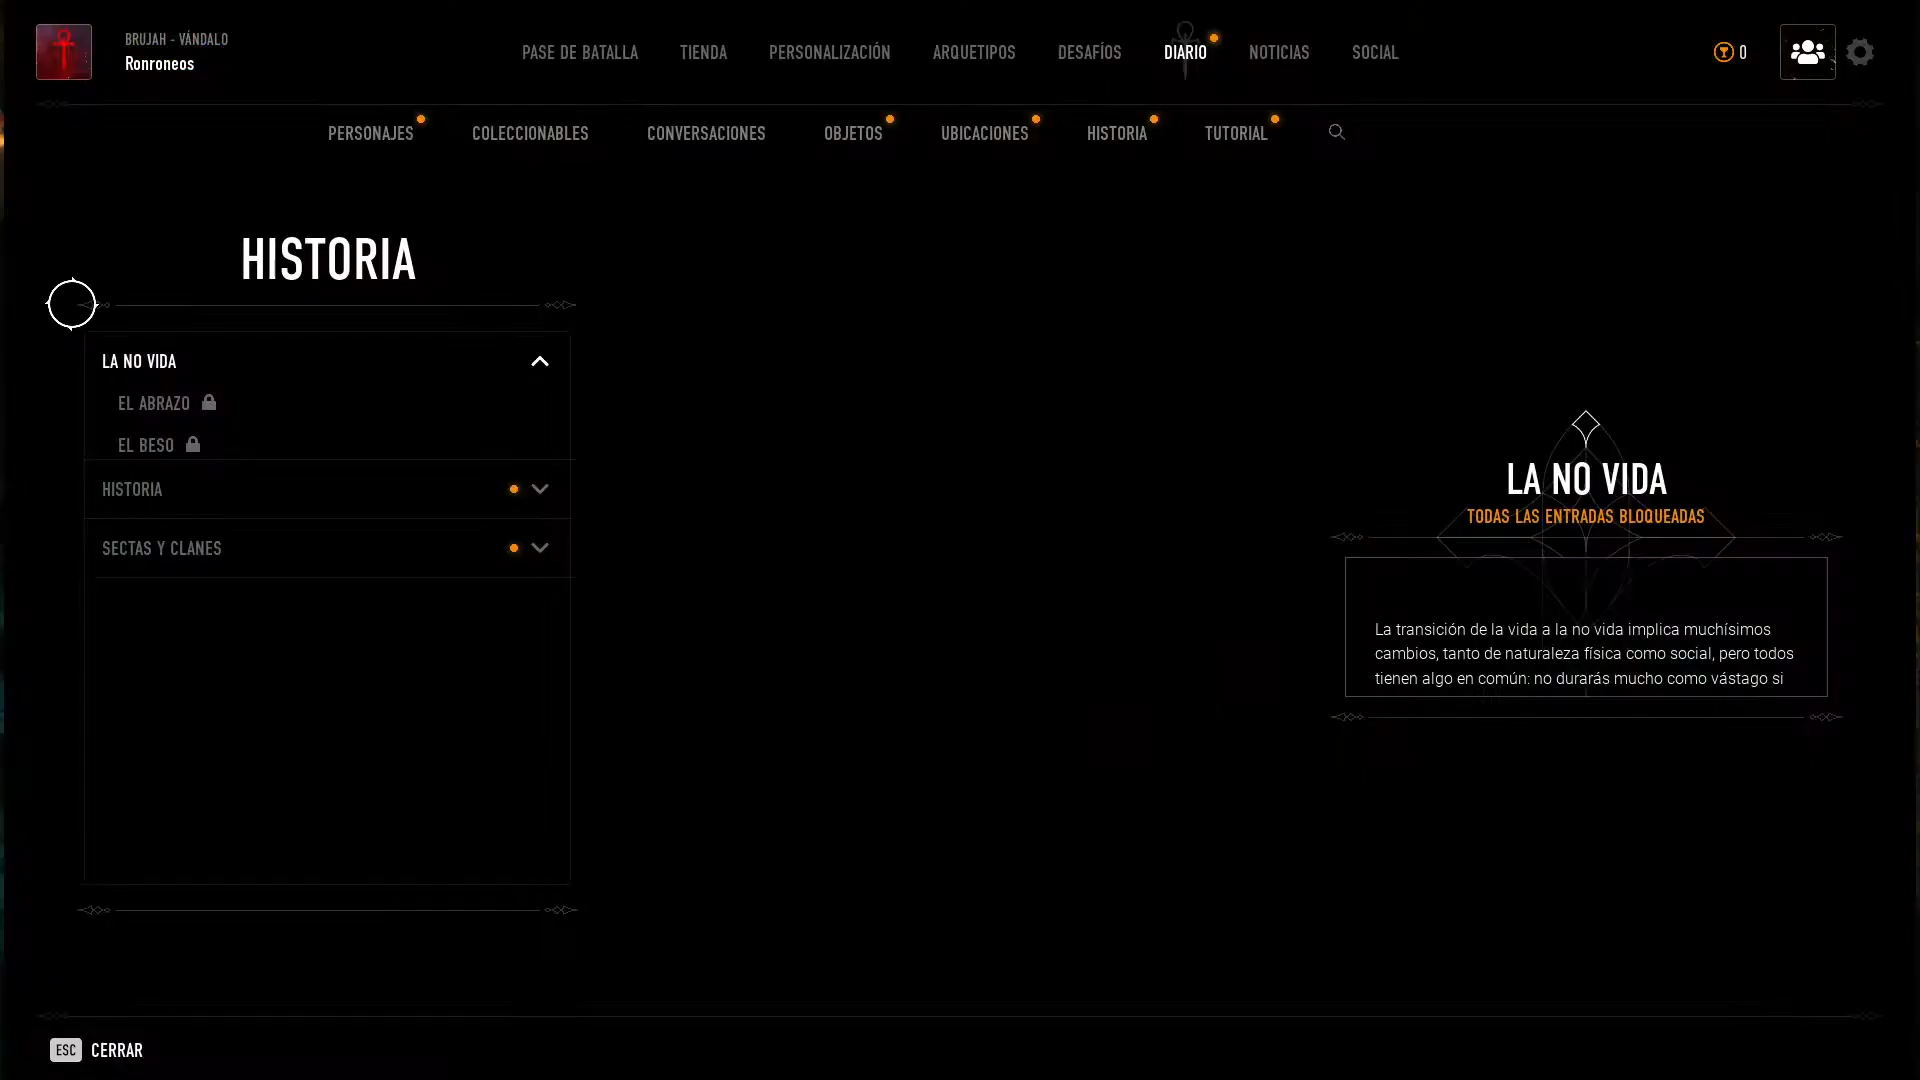 BRUJAH - VÁNDALO
Ronroneos
PASE DE BATALLA
TIENDA
PERSONALIZACIÓN
ARQUETIPOS
DESAFÍOS
DIARIO
NOTICIAS
SOCIAL
0
PERSONAJES
COLECCIONABLES
CONVERSACIONES
OBJETOS
UBICACIONES
HISTORIA
TUTORIAL
HISTORIA
LA NO VIDA
EL ABRAZO
EL BESO
HISTORIA
SECTAS Y CLANES
LA NO VIDA
TODAS LAS ENTRADAS BLOQUEADAS
La transición de la vida a la no vida implica muchísimos
cambios, tanto de naturaleza física como social, pero todos
tienen algo en común: no durarás mucho como vástago si
ESC CERRAR